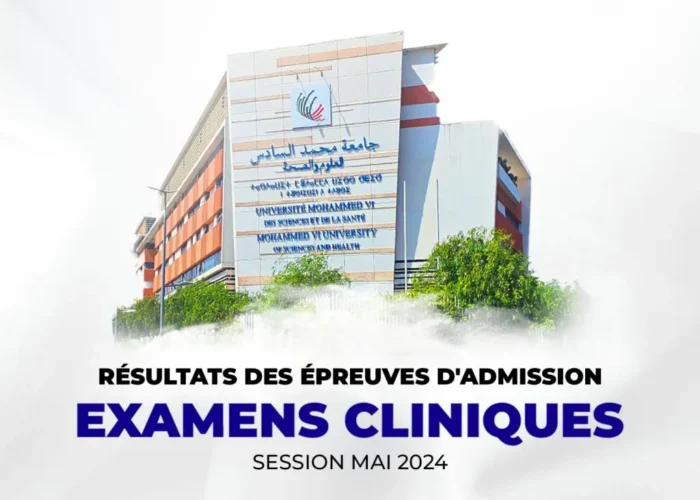 جامعة محمد السادس
للعلوم والصحة
UNIVERSITÉ MOHAMMED VI
DES SCIENCES ET DE LA SANTÉ
MOHAMMED VI UNIVERSITY
OF SCIENCES AND HEALTH
RÉSULTATS DES ÉPREUVES D'ADMISSION
EXAMENS CLINIQUES
SESSION MAI 2024